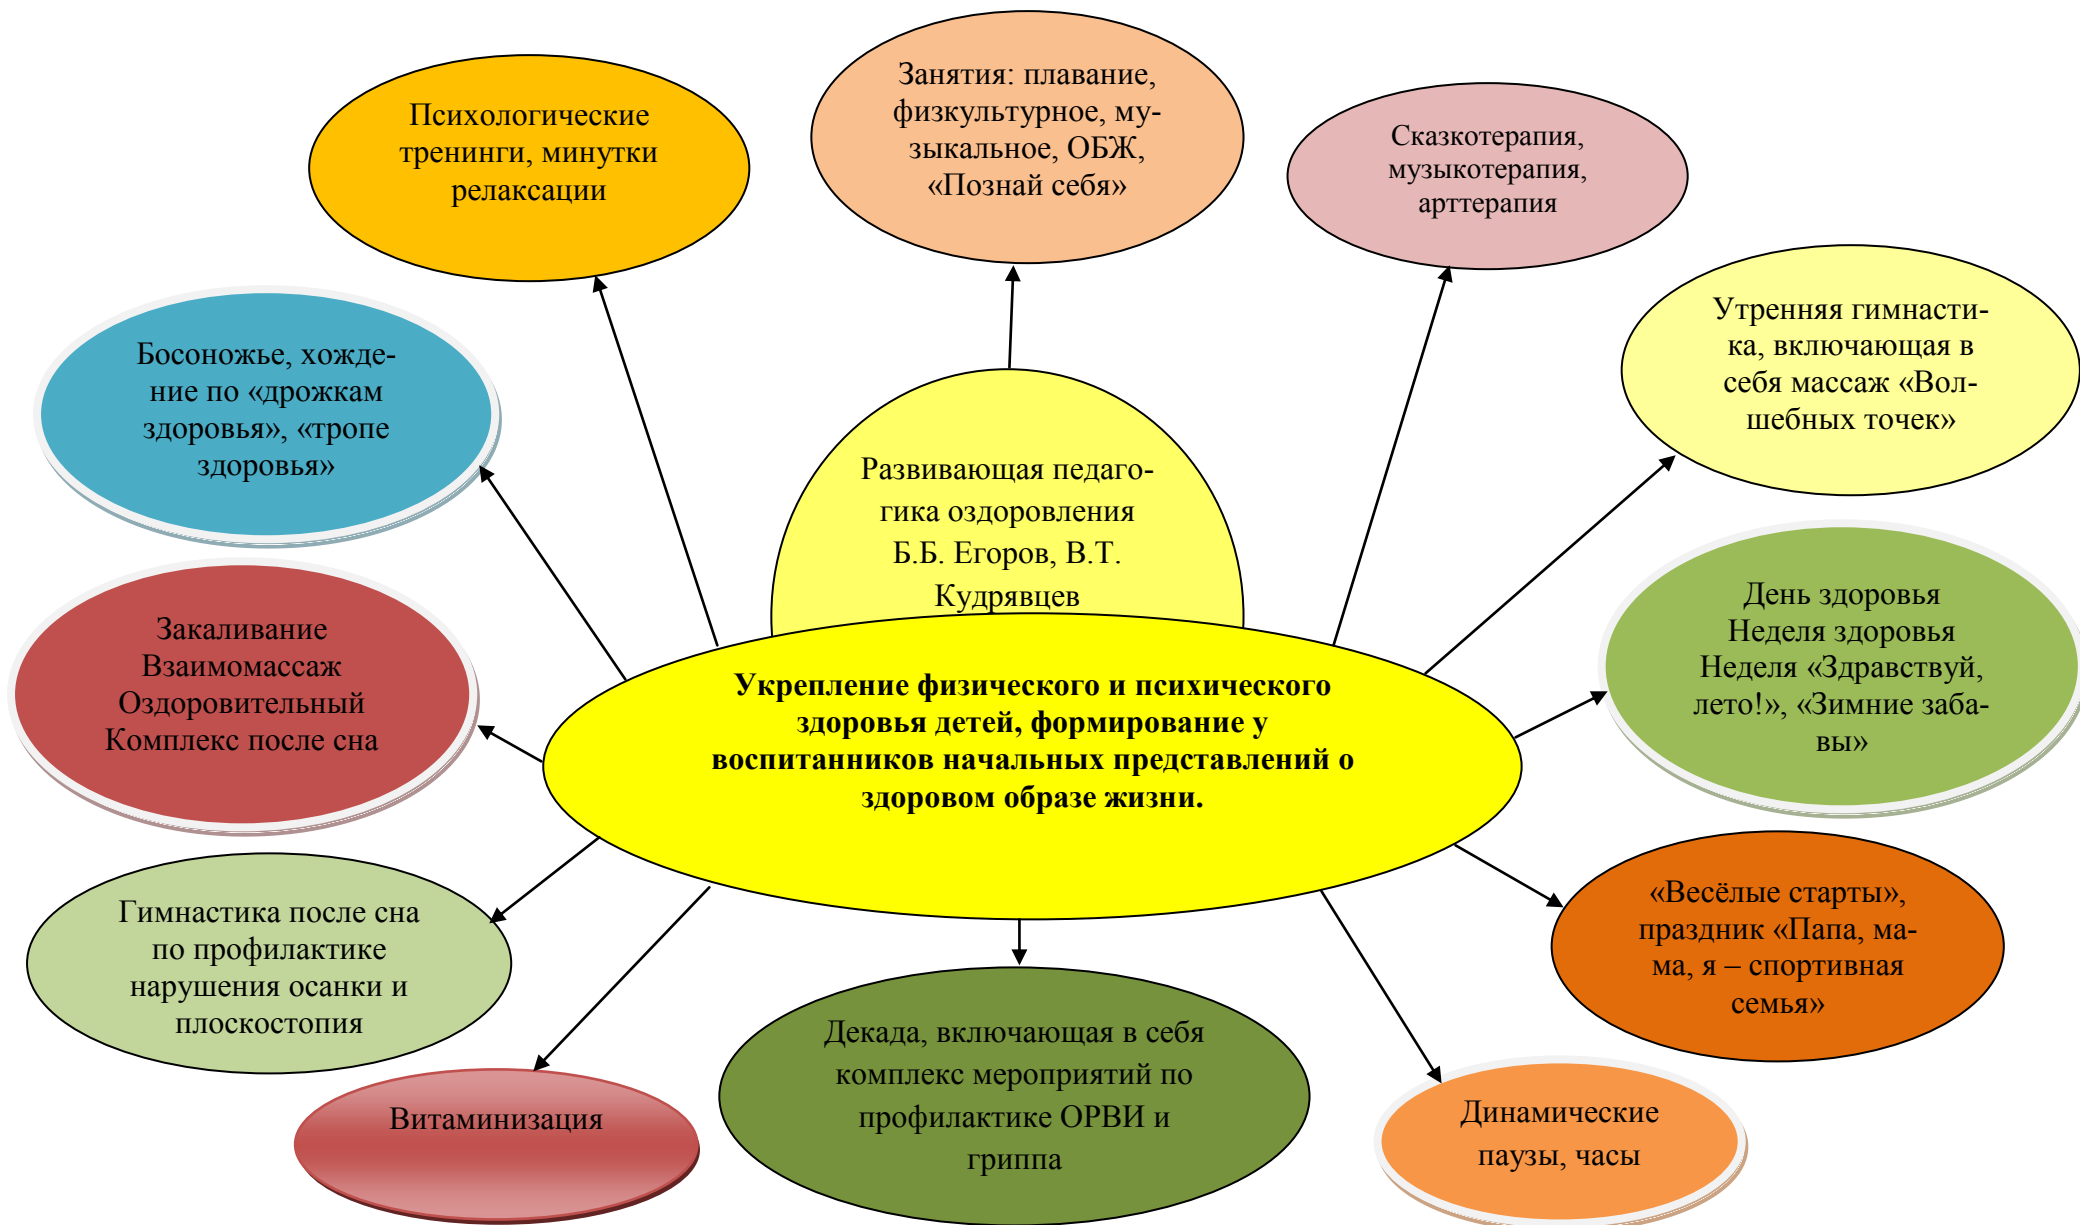 Занятия: плавание,
физкультурное, му-
зыкальное, ОБЖ,
«Познай себя»
Психологические
тренинги, минутки
релаксации
Сказкотерапия,
музыкотерапия,
арттерапия
Босоножье, хожде-
ние по «дрожкам
здоровья», «тропе
здоровья»
Утренняя гимнасти-
ка, включающая в
себя массаж «Вол-
шебных точек»
Развивающая педаго-
гика оздоровления
Б.Б. Егоров, В.Т.
Кудрявцев
Закаливание
Взаимомассаж
Оздоровительный
Комплекс после сна
День здоровья
Неделя здоровья
Неделя «Здравствуй,
лето!», «Зимние заба-
вы»
Укрепление физического и психического
здоровья детей, формирование у
воспитанников начальных представлений о
здоровом образе жизни.
Гимнастика после сна
по профилактике
нарушения осанки и
плоскостопия
«Весёлые старты»,
праздник «Папа, ма-
ма, я – спортивная
семья»
Витаминизация
Декада, включающая в себя
комплекс мероприятий по
профилактике ОРВИ и
гриппа
Динамические
паузы, часы